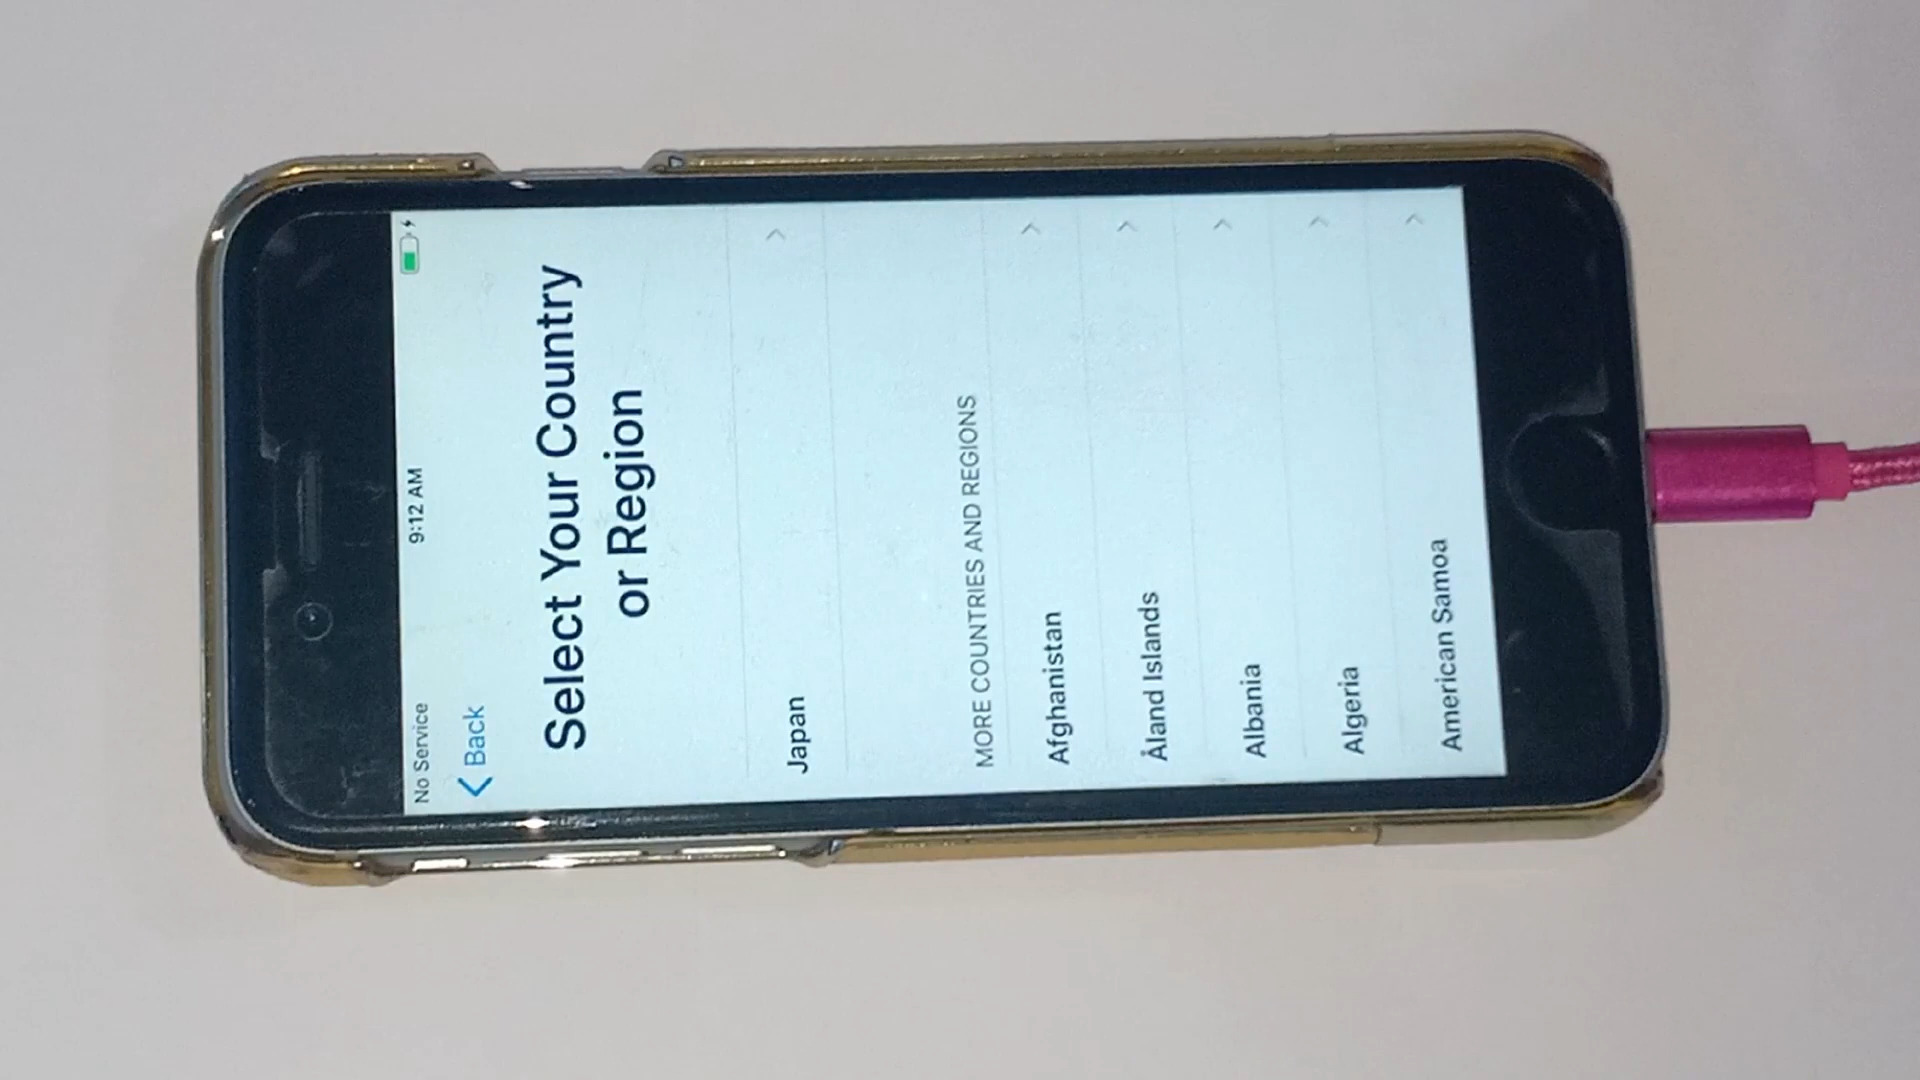 No Service 9:12 AM
Back
Select Your Country
or Region
Japan
MORE COUNTRIES AND REGIONS
Afghanistan
Åland Islands
Albania
Algeria
American Samoa